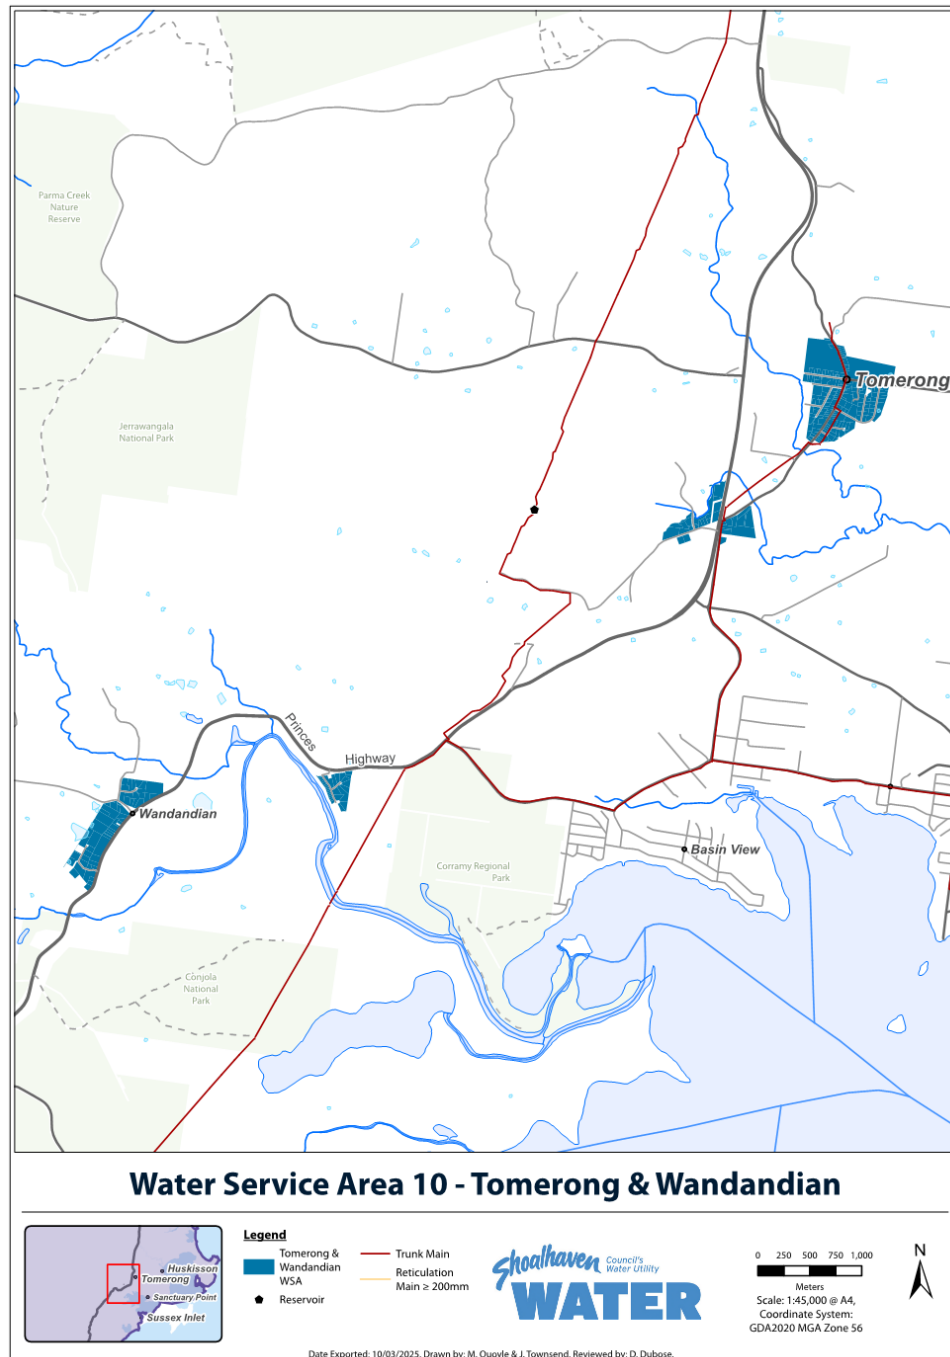 Parma Creek
Nature
Reserve
Jerrawangala
National Park
Tomerong
Princes
Highway
Wandandian
Basin View
Corramy Regional
Park
Conjola
National
Park
Water Service Area 10 - Tomerong & Wandandian
Huskisson
Tomerong
Sanctuary Point
Sussex Inlet
Legend
Tomerong &
Wandandian
WSA
Reservoir
Trunk Main
Reticulation
Main ≥ 200mm
Shoalhaven
Council's
Water Utility
WATER
0 250 500 750 1,000
Meters
Scale: 1:45,000 @ A4,
Coordinate System:
GDA2020 MGA Zone 56
N
Date Exported: 10/03/2025, Drawn by: M. Quoyle & J. Townsend, Reviewed by: D. Dubose.